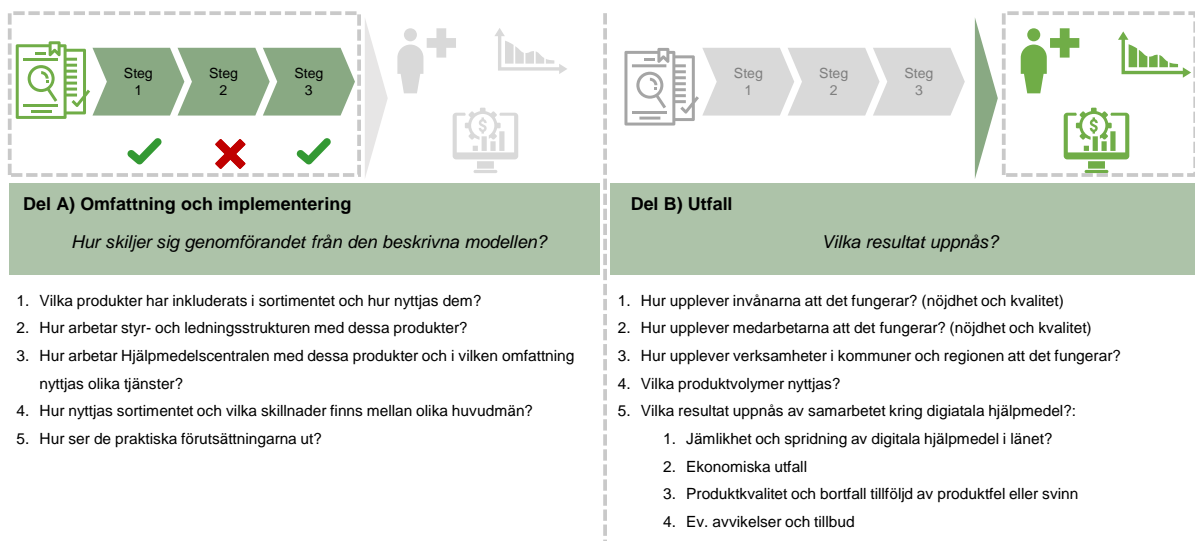 Steg
1
Steg
2
Steg
3
Steg
1
Steg
2
Steg
3
$
$
Del A) Omfattning och implementering
Hur skiljer sig genomförandet från den beskrivna modellen?
1. Vilka produkter har inkluderats i sortimentet och hur nyttjas dem?
2. Hur arbetar styr- och ledningsstrukturen med dessa produkter?
3. Hur arbetar Hjälpmedelscentralen med dessa produkter och i vilken omfattning
nyttjas olika tjänster?
4. Hur nyttjas sortimentet och vilka skillnader finns mellan olika huvudmän?
5. Hur ser de praktiska förutsättningarna ut?
Del B) Utfall
Vilka resultat uppnås?
1. Hur upplever invånarna att det fungerar? (nöjdhet och kvalitet)
2. Hur upplever medarbetarna att det fungerar? (nöjdhet och kvalitet)
3. Hur upplever verksamheter i kommuner och regionen att det fungerar?
4. Vilka produktvolymer nyttjas?
5. Vilka resultat uppnås av samarbetet kring digiatala hjälpmedel?:
1. Jämlikhet och spridning av digitala hjälpmedel i länet?
2. Ekonomiska utfall
3. Produktkvalitet och bortfall tillföljd av produktfel eller svinn
4. Ev. avvikelser och tillbud